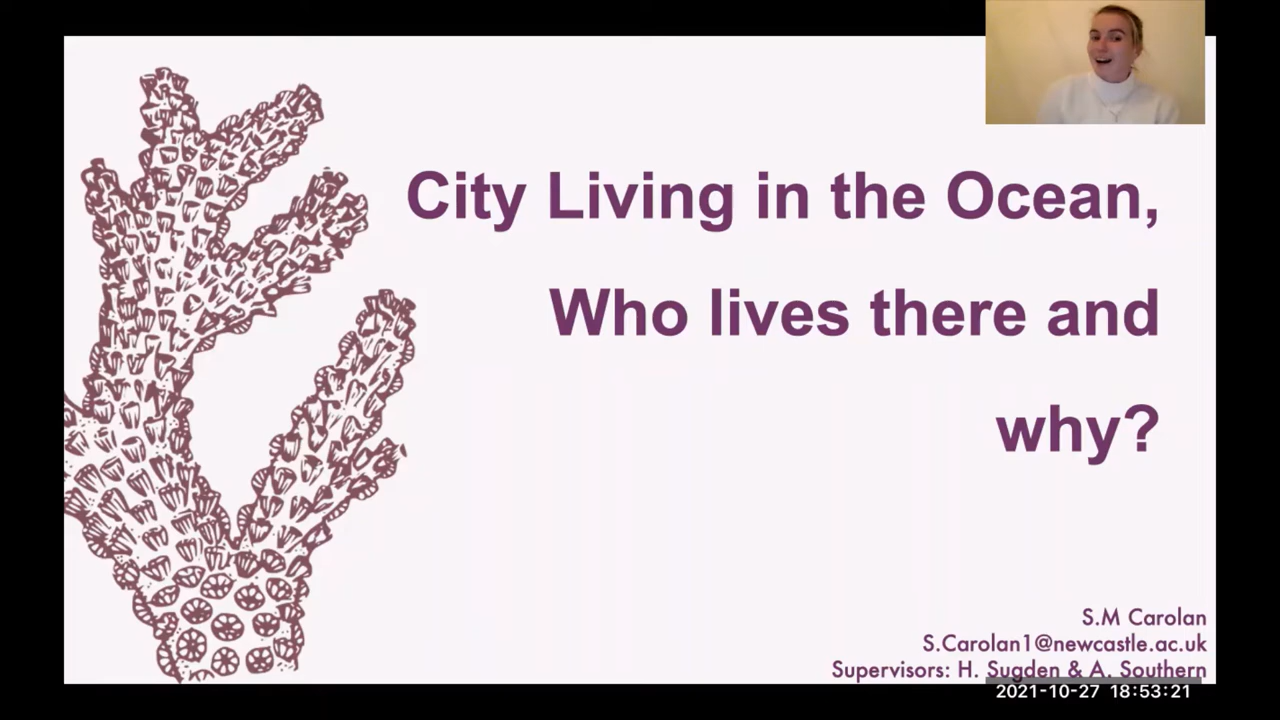 City Living in the Ocean,
Who lives there and
why?
S.M Carolan
S.Carolan1@newcastle.ac.uk
Supervisors: H. Sugden & A. Southern
2021-10-27 18:53:21